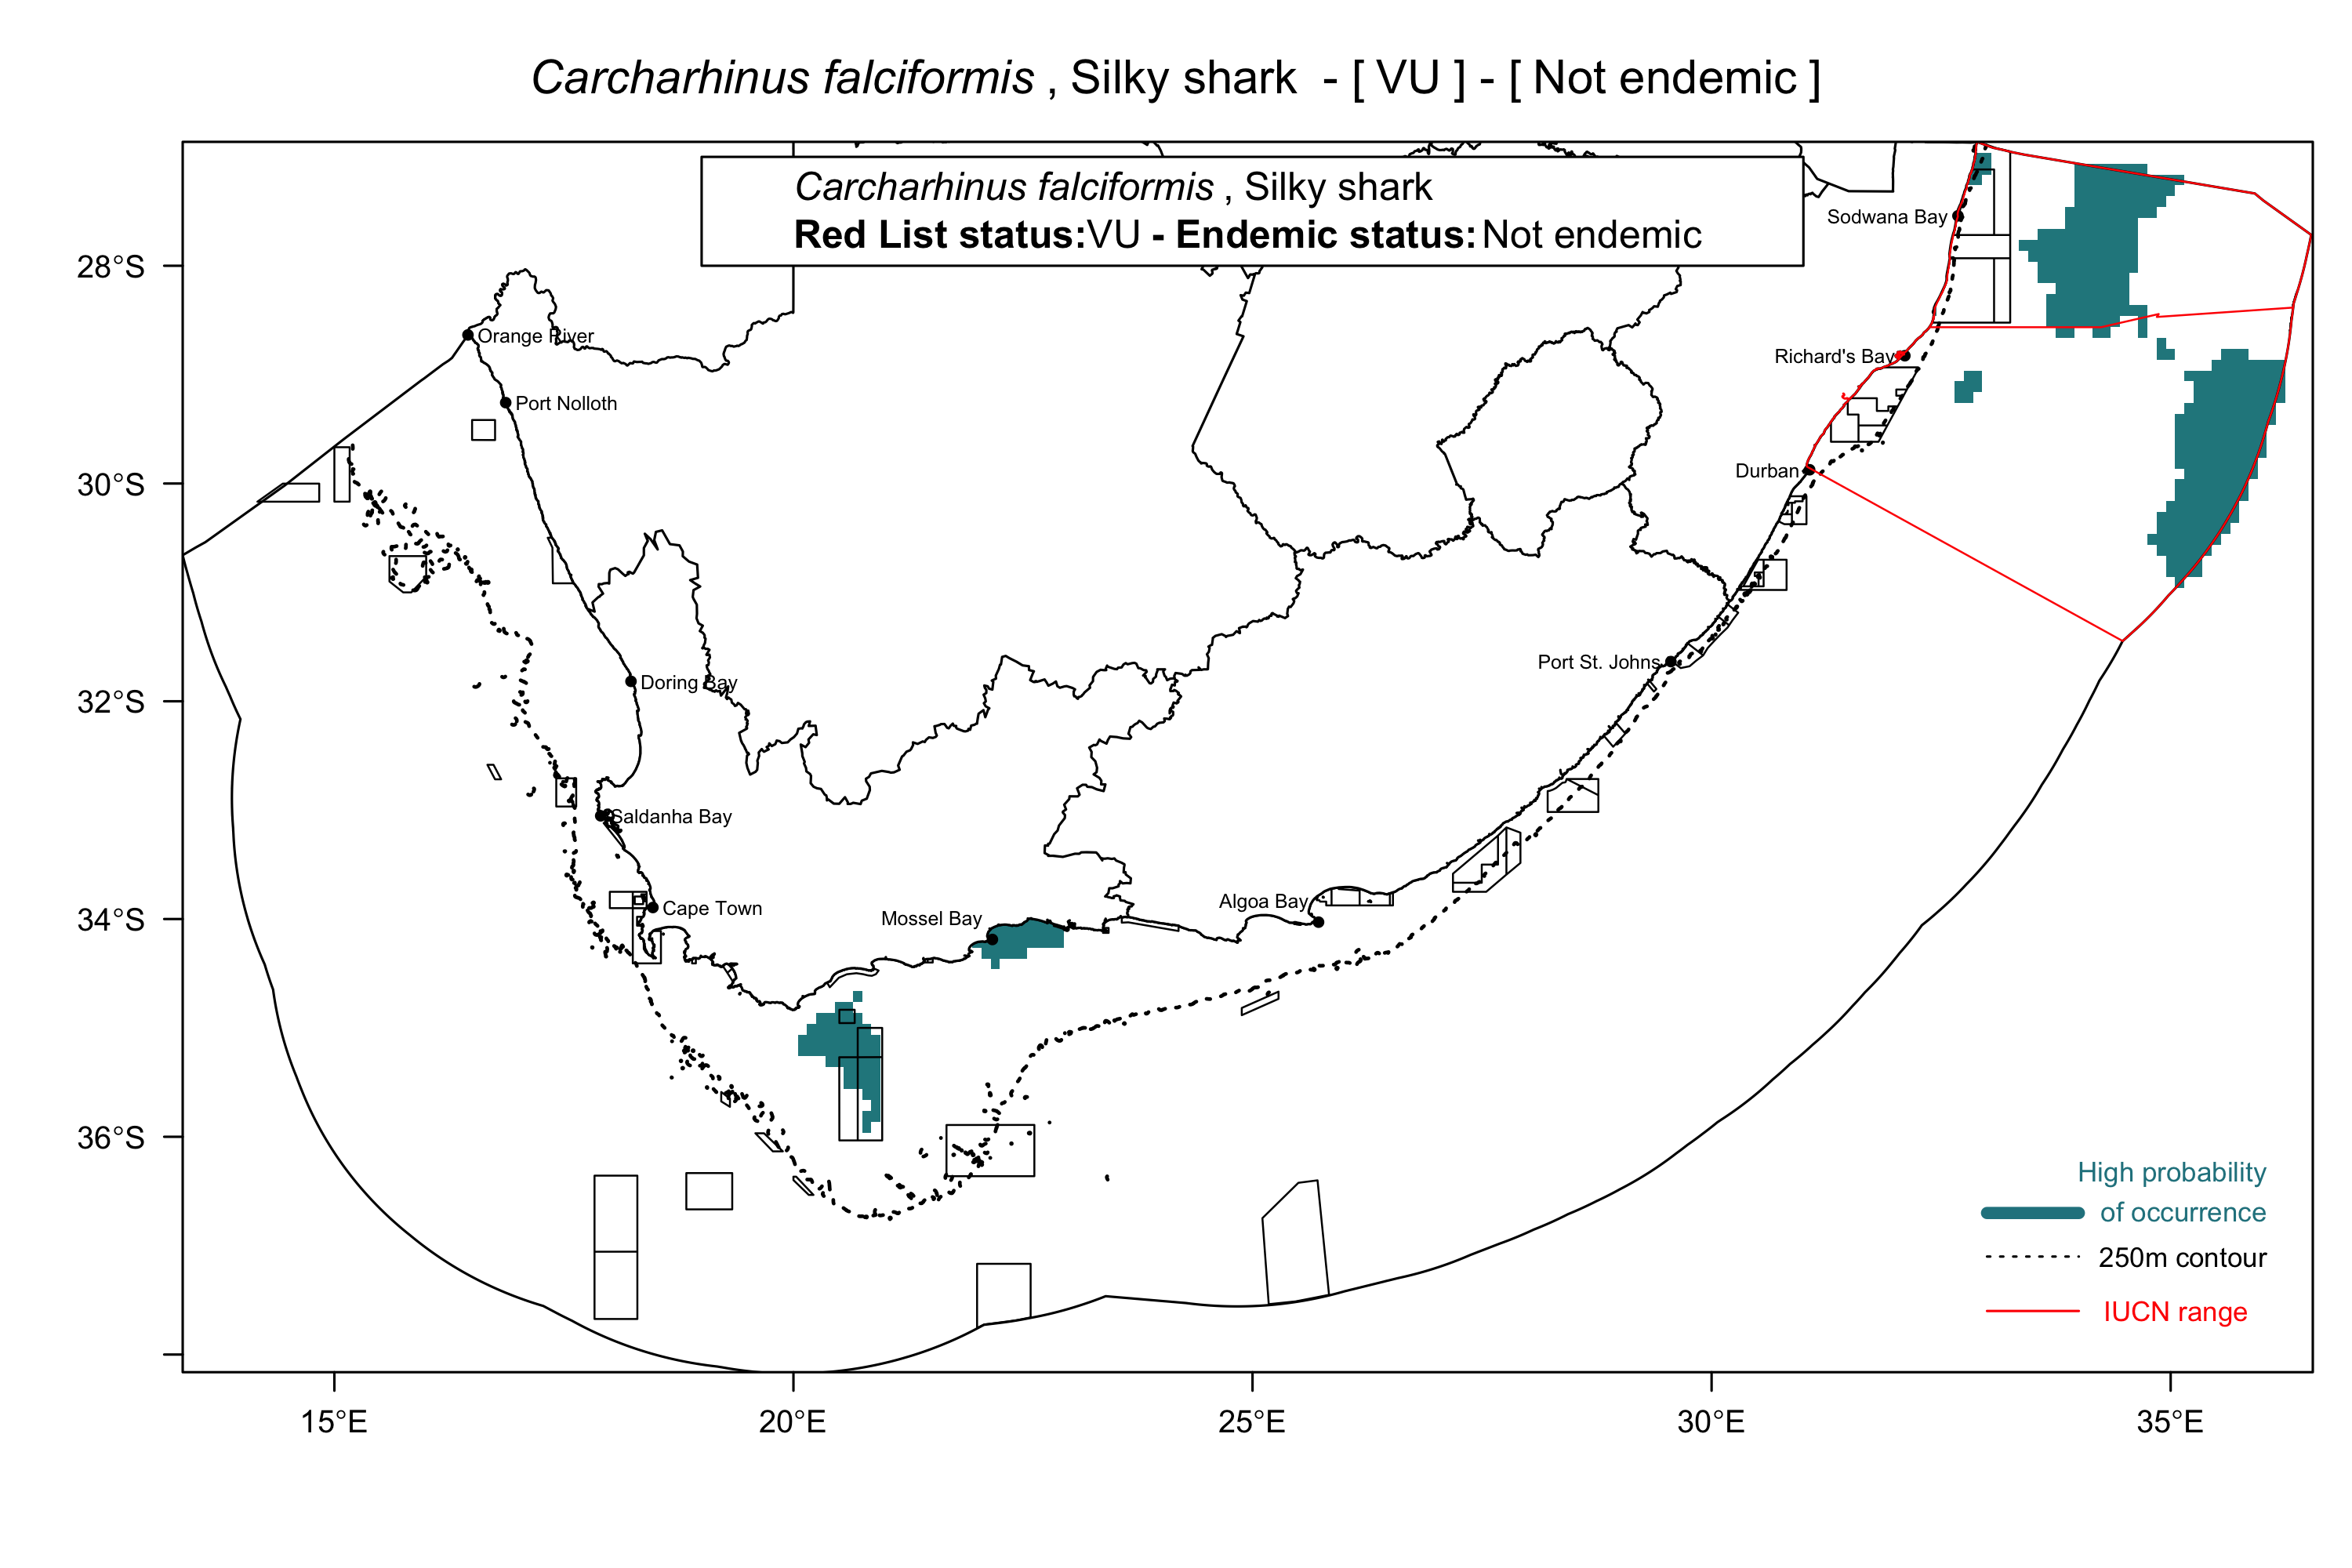 Carcharhinus falciformis , Silky shark - [ VU ] - [ Not endemic ]
Carcharhinus falciformis , Silky shark
Red List status:VU - Endemic status:Not endemic
Sodwana Bay
28°S
Orange River
Richard's Bay
Port Nolloth
Durban
30°S
Port St. Johns
Doring Bay
32°S
Saldanha Bay
Algoa Bay
Cape Town
Mossel Bay
34°S
36°S
High probability
of occurrence
250m contour
IUCN range
15°E
20°E
25°E
30°E
35°E